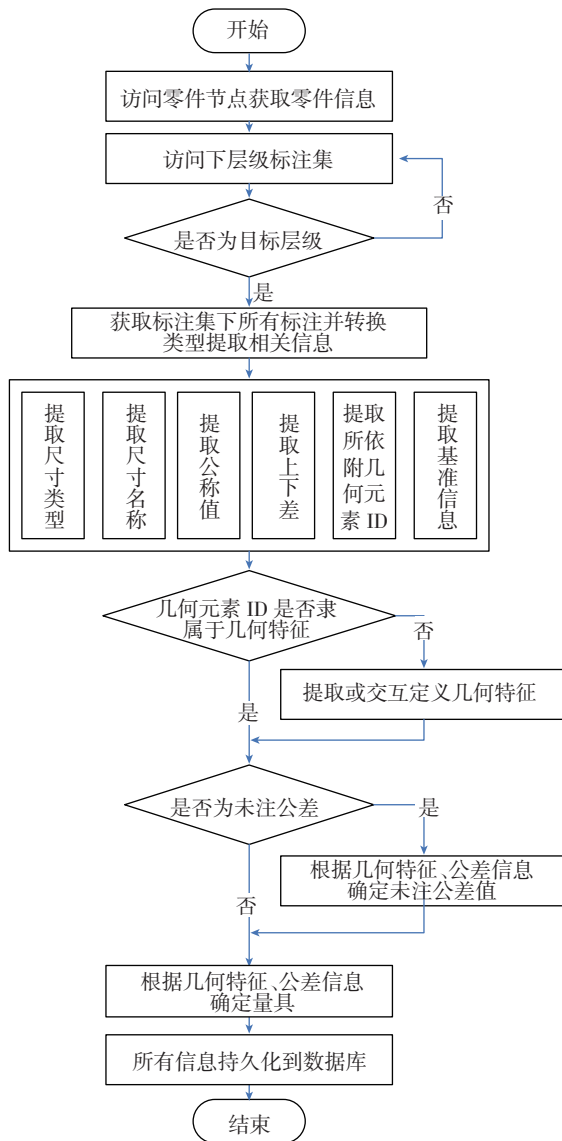 开始
访问零件节点获取零件信息
访问下层级标注集
否
是否为目标层级
是
获取标注集下所有标注并转换
类型提取相关信息
提取尺寸类型
提取尺寸名称
提取公称值
提取上下差
提取
所依
附几
何元
素 ID
提取基准信息
几何元素 ID 是否隶
属于几何特征
否
提取或交互定义几何特征
是
是否为未注公差
是
根据几何特征、公差信息
确定未注公差值
否
根据几何特征、公差信息
确定量具
所有信息持久化到数据库
结束